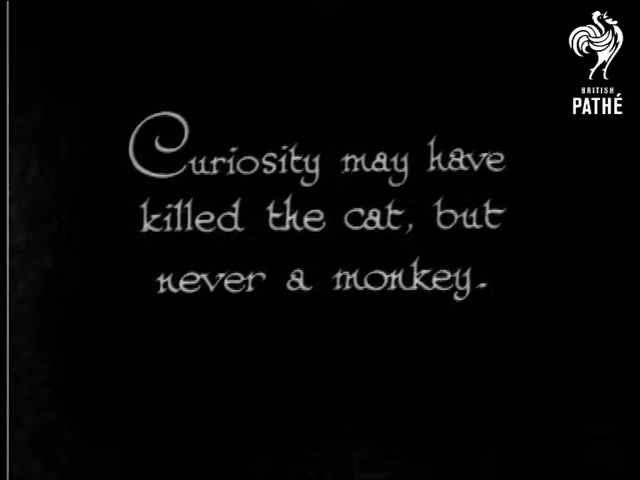 BRITISH
PATHÉ
Curiosity may have
killed the cat, but
never a monkey.